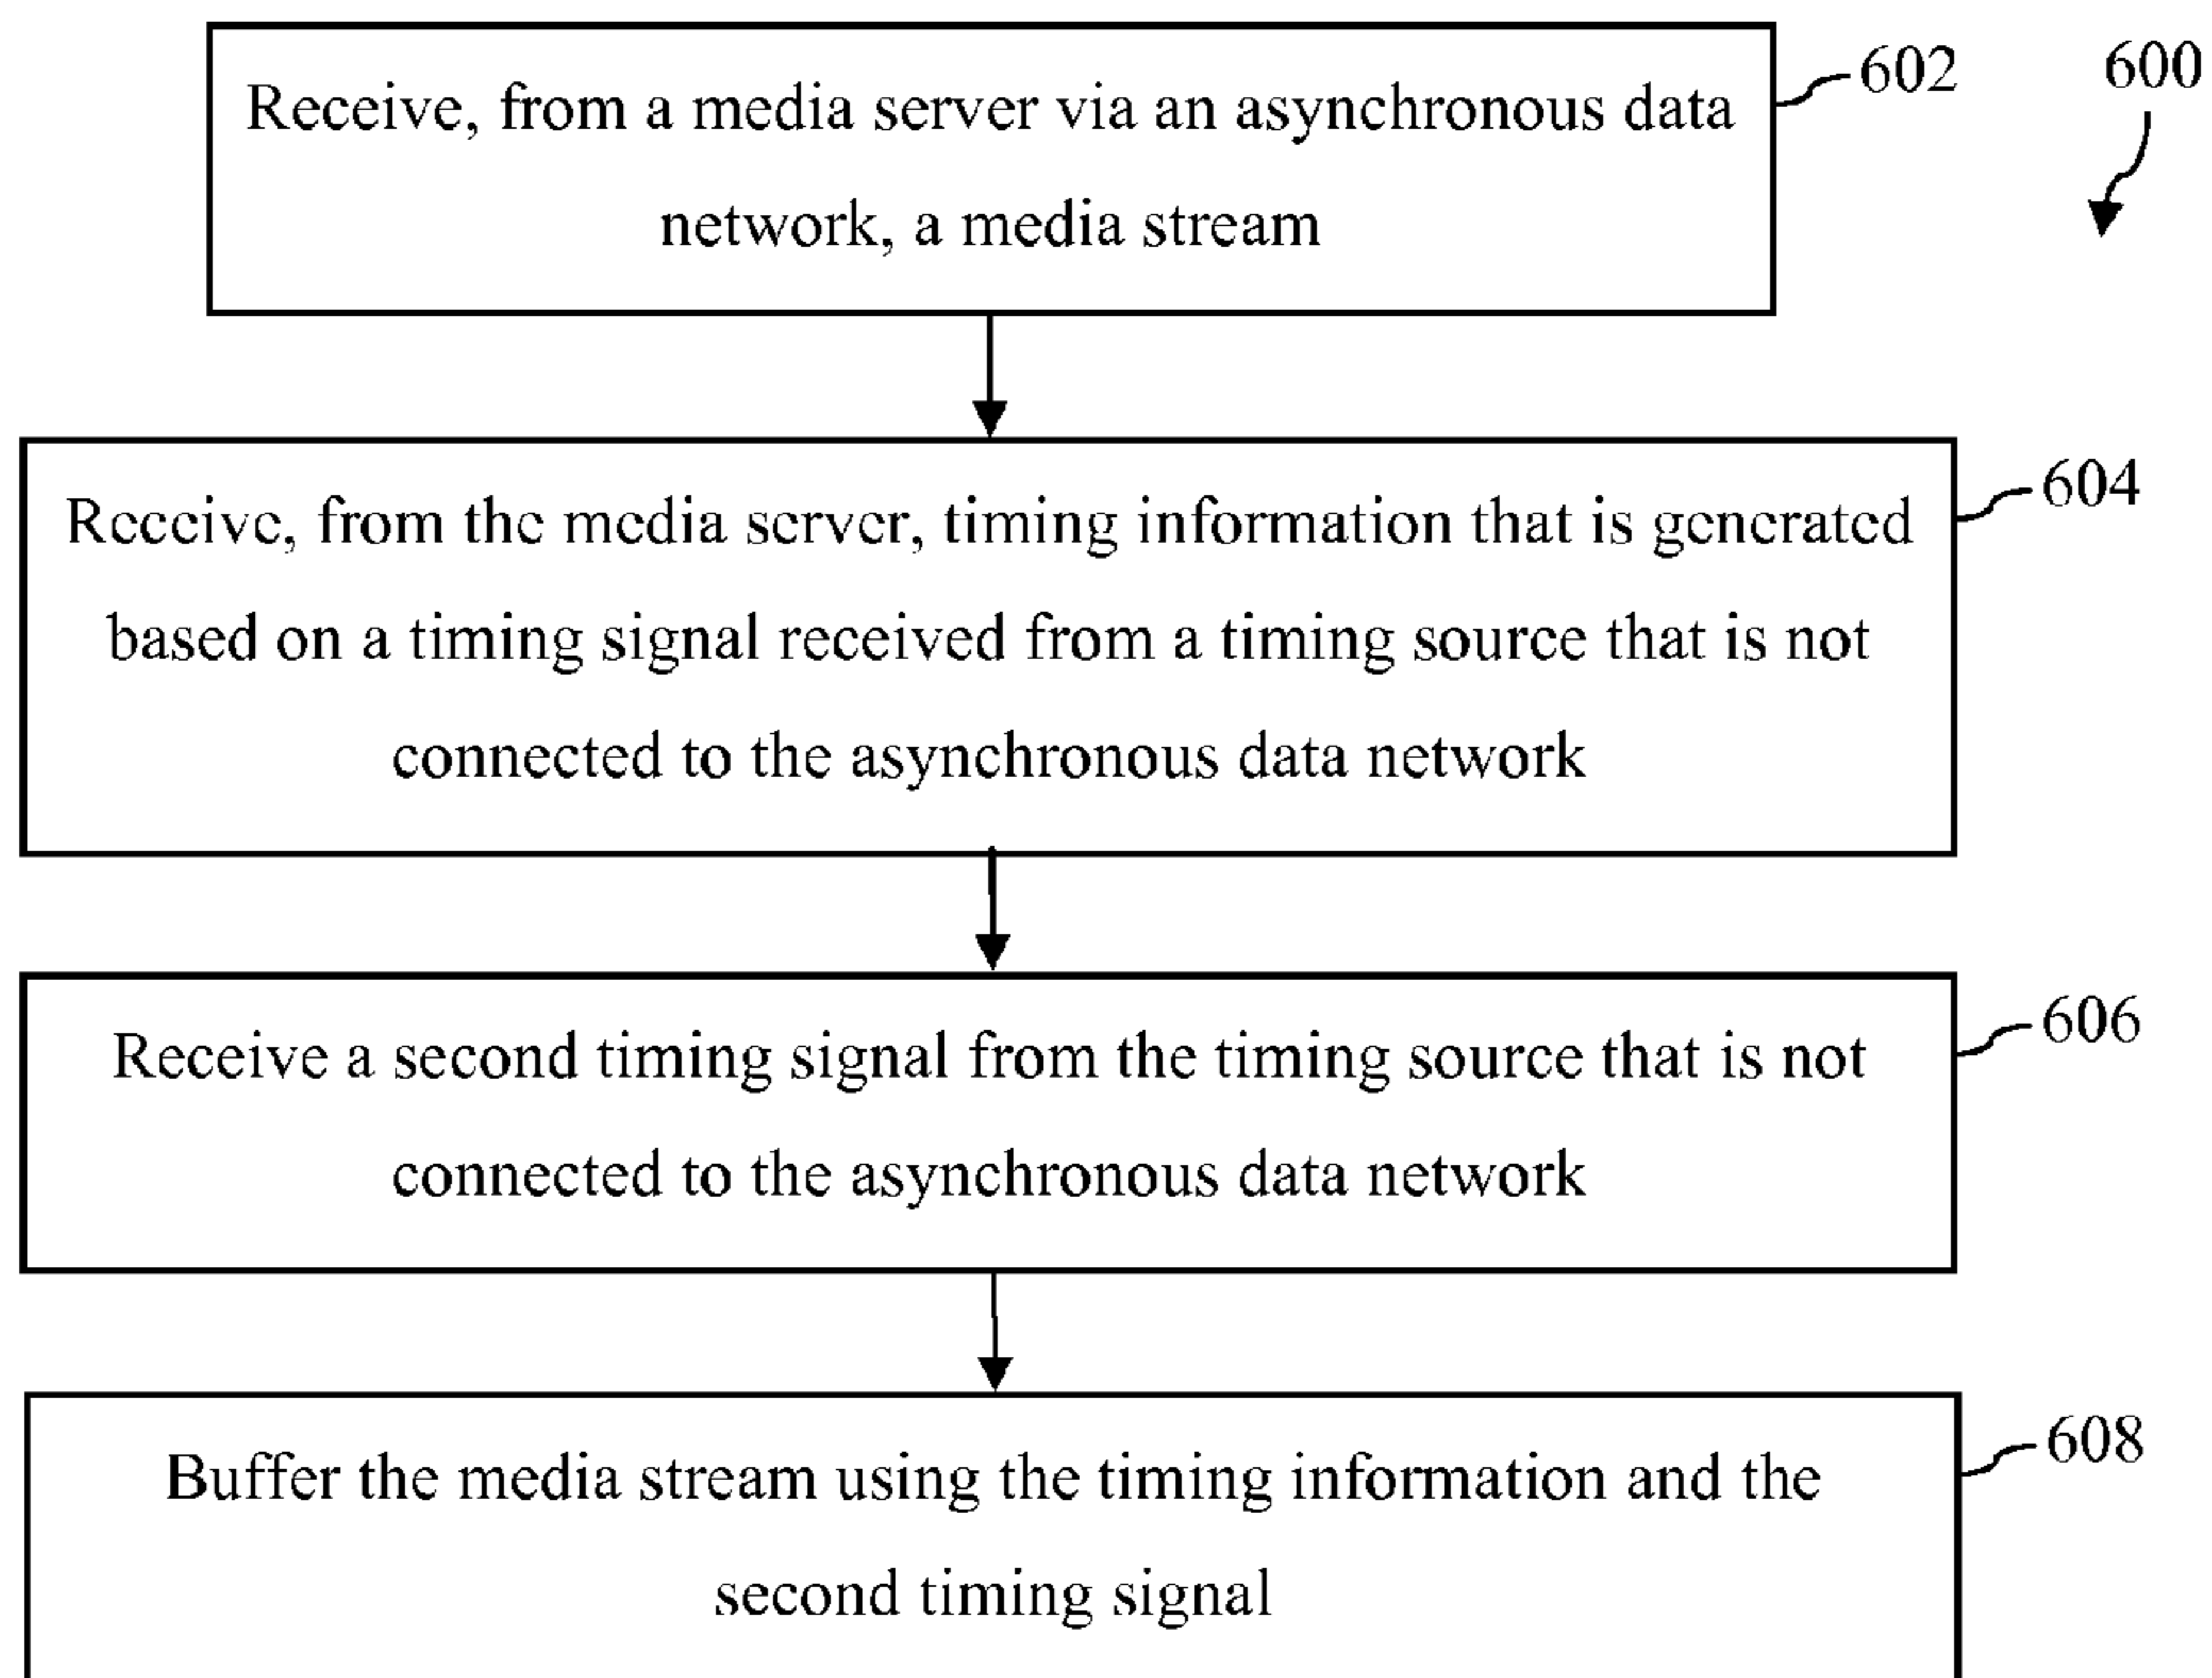 Receive, from a media server via an asynchronous data
network, a media stream
602
600
Receive, from the media server, timing information that is generated
based on a timing signal received from a timing source that is not
connected to the asynchronous data network
604
Receive a second timing signal from the timing source that is not
connected to the asynchronous data network
606
Buffer the media stream using the timing information and the
second timing signal
608